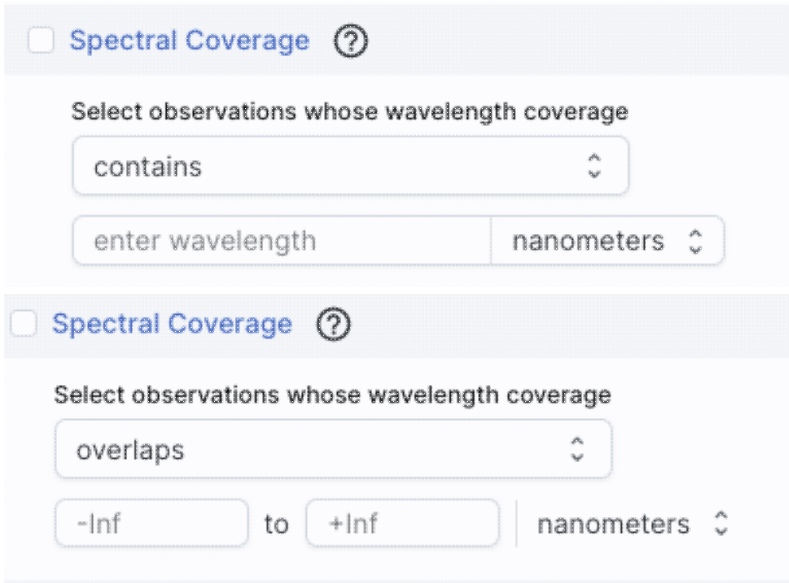 Spectral Coverage ?
Select observations whose wavelength coverage
contains
enter wavelength nanometers
Spectral Coverage ?
Select observations whose wavelength coverage
overlaps
-Inf to +Inf nanometers